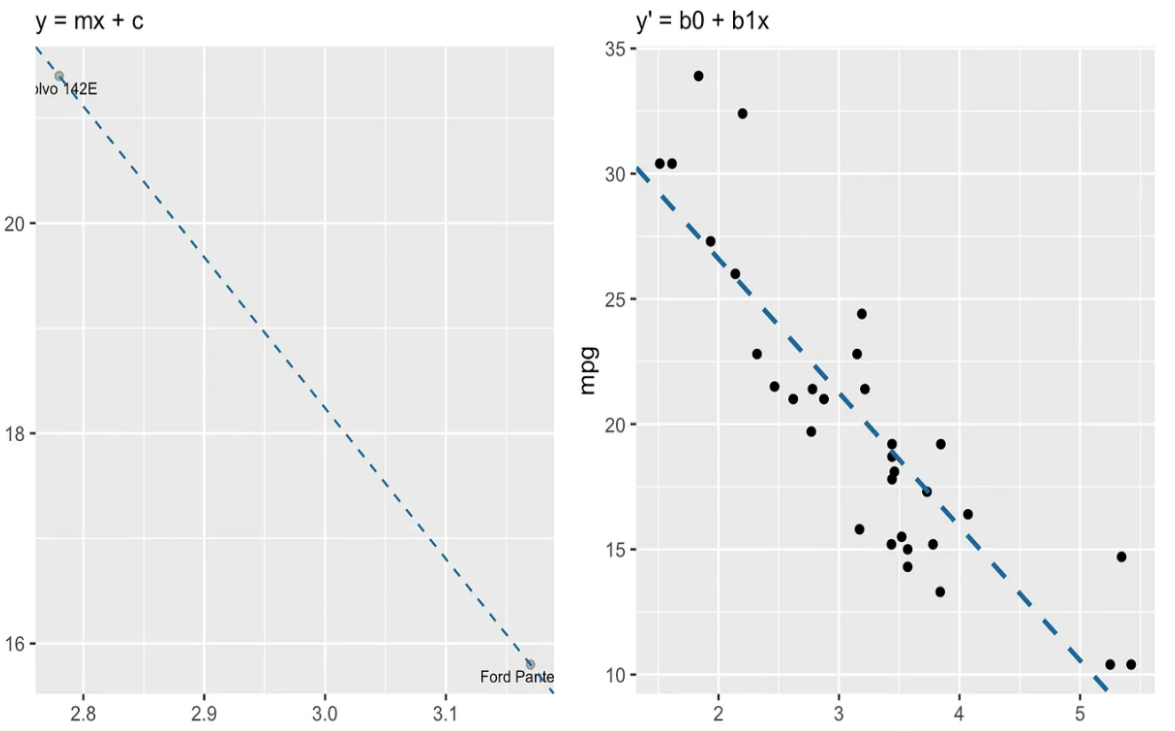 y = mx + c
olvo 142E
20
18
16
Ford Pante
2.8 2.9 3.0 3.1
y' = b0 + b1x
mpg
35
30
25
20
15
10
2 3 4 5